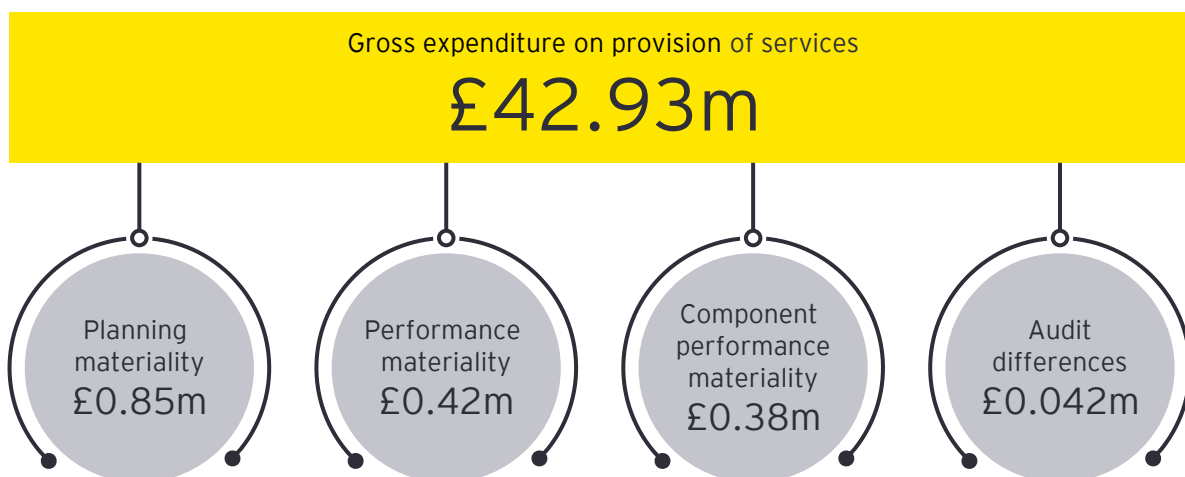 Gross expenditure on provision of services
£42.93m
Planning
materiality
£0.85m
Performance
materiality
£0.42m
Component
performance
materiality
£0.38m
Audit
differences
£0.042m